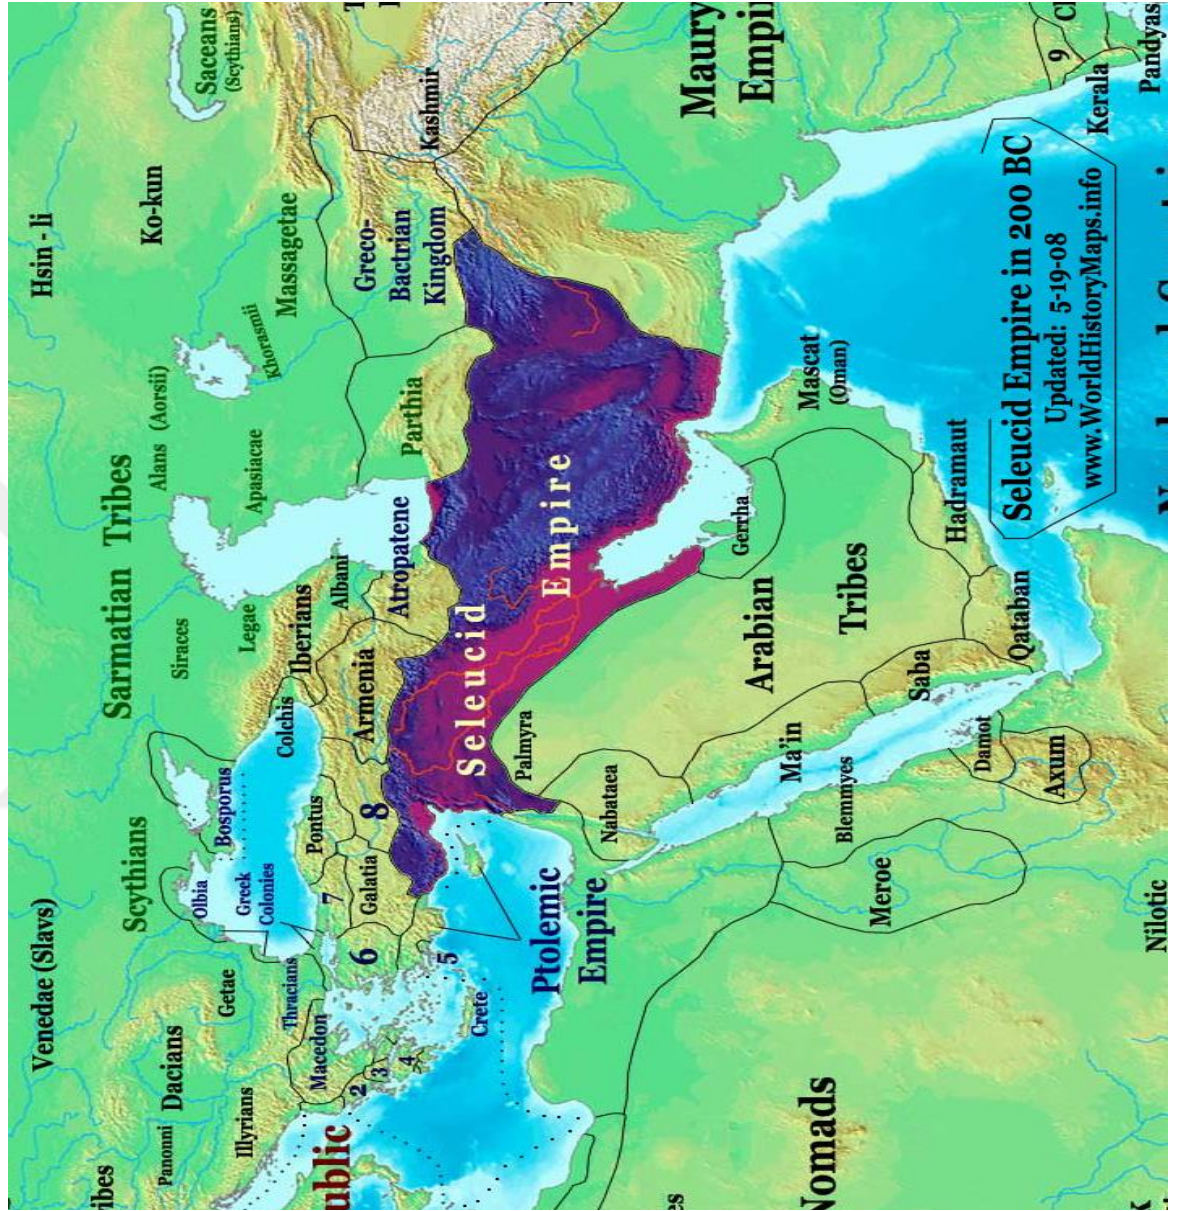 Venedae (Slavs)
Hsin - li
ibes
Scythians
Sarmatian Tribes
Alans (Aorsii)
Ko-kun
Saceans
(Scythians)
Panonni
Dacians
Siraces
Olbia
Bosporus
Getae
Illyrians
Legae
Apasiacae
Khorasmii
Massagetae
Greek
Colonies
Thracians
Colchis
Iberians
Albani
Macedon
ublic
Pontus
7
Armenia
Atropatene
Parthia
Greco-
Bactrian
Kingdom
Kashmir
2
3
4
6
Galatia
8
5
Crete
Seleucid
Empire
Palmyra
Ptolemic
Empire
Nabataea
Gerrha
Maury
Empi
Arabian
Tribes
Mascat
(Oman)
Nomads
es
Ma'in
Blemmyes
Meroe
Saba
Hadramaut
Damot
Qataban
Axum
Seleucid Empire in 200 BC
Updated: 5-19-08
www.WorldHistoryMaps.info
9
Kerala
Pandyas
Nilotic